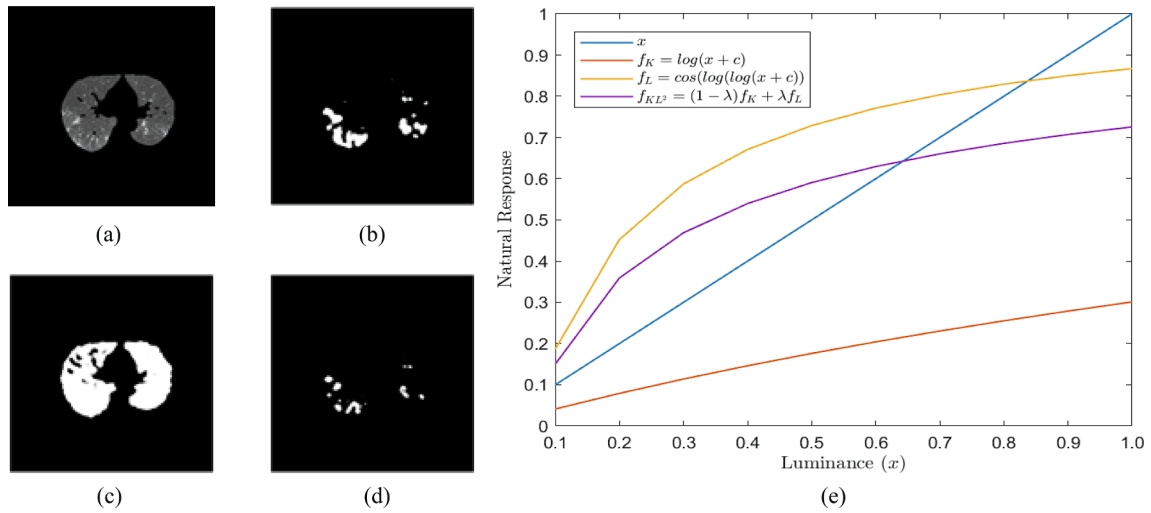 (a)
(b)
(c)
(d)
x
f_K = log(x + c)
f_L = cos(log(log(x + c))
f_{KL²} = (1 − λ)f_K + λf_L
Natural Response
1
0.9
0.8
0.7
0.6
0.5
0.4
0.3
0.2
0.1
0
0.1 0.2 0.3 0.4 0.5 0.6 0.7 0.8 0.9 1.0
Luminance (x)
(e)